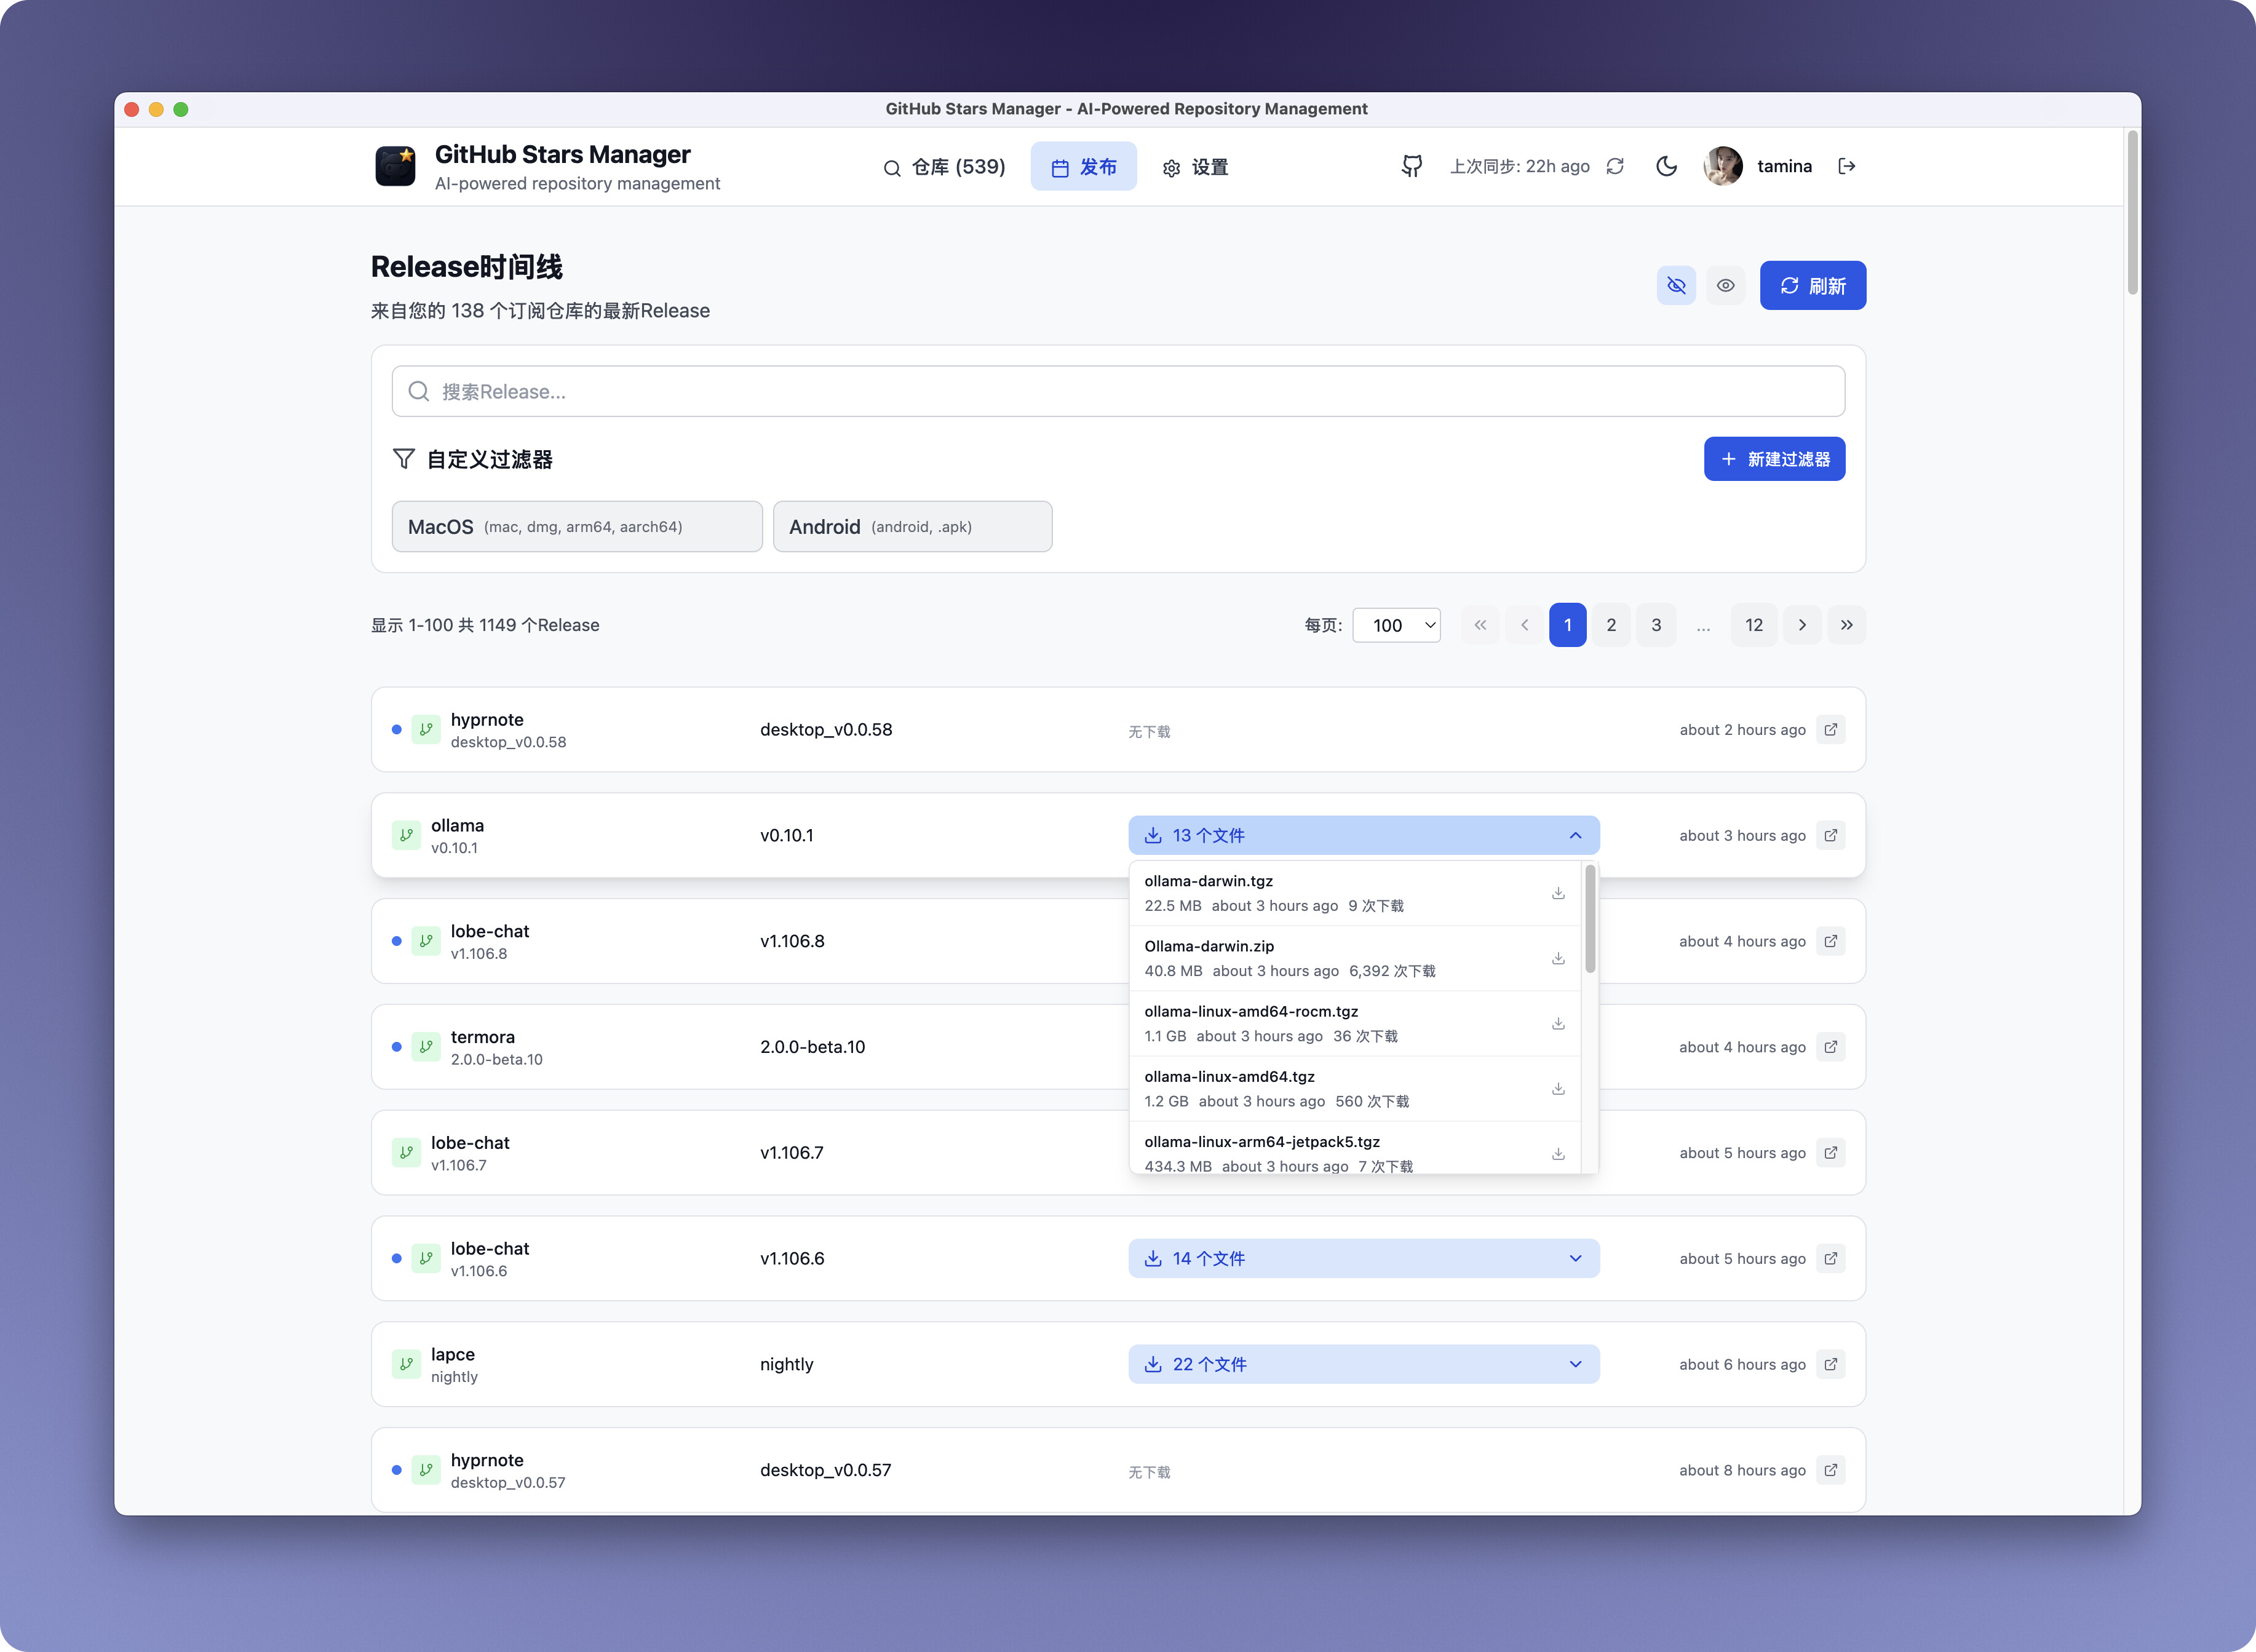 GitHub Stars Manager - AI-Powered Repository Management
GitHub Stars Manager
AI-powered repository management
仓库 (539)
发布
设置
上次同步: 22h ago
tamina
Release时间线
来自您的 138 个订阅仓库的最新Release
刷新
搜索Release...
自定义过滤器
新建过滤器
MacOS (mac, dmg, arm64, aarch64)
Android (android, .apk)
显示 1-100 共 1149 个Release
每页: 100
1 2 3 ... 12
hyprnote
desktop_v0.0.58
desktop_v0.0.58
无下载
about 2 hours ago
ollama
v0.10.1
v0.10.1
13 个文件
about 3 hours ago
ollama-darwin.tgz
22.5 MB about 3 hours ago 9 次下载
Ollama-darwin.zip
40.8 MB about 3 hours ago 6,392 次下载
ollama-linux-amd64-rocm.tgz
1.1 GB about 3 hours ago 36 次下载
ollama-linux-amd64.tgz
1.2 GB about 3 hours ago 560 次下载
ollama-linux-arm64-jetpack5.tgz
434.3 MB about 3 hours ago 7 次下载
lobe-chat
v1.106.8
v1.106.8
about 4 hours ago
termora
2.0.0-beta.10
2.0.0-beta.10
about 4 hours ago
lobe-chat
v1.106.7
v1.106.7
about 5 hours ago
lobe-chat
v1.106.6
v1.106.6
14 个文件
about 5 hours ago
lapce
nightly
nightly
22 个文件
about 6 hours ago
hyprnote
desktop_v0.0.57
desktop_v0.0.57
无下载
about 8 hours ago